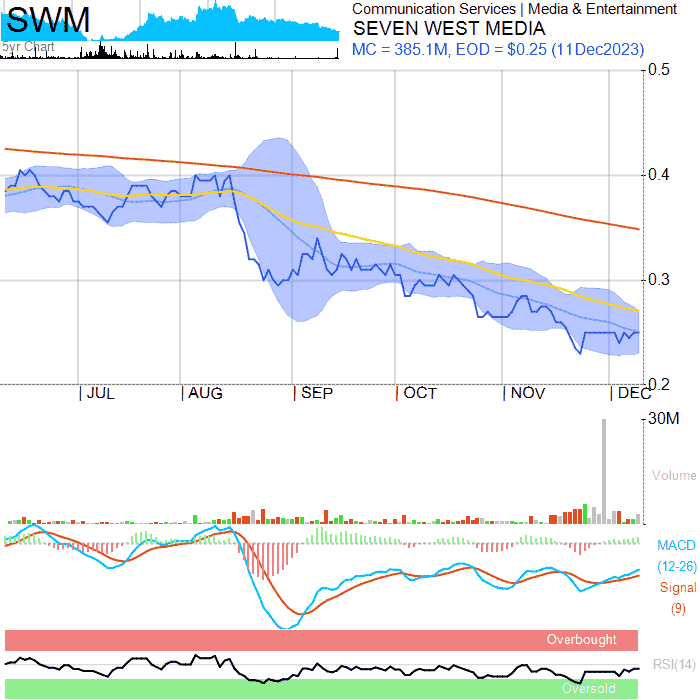 SWM
5yr Chart
Communication Services | Media & Entertainment
SEVEN WEST MEDIA
MC = 385.1M, EOD = $0.25 (11Dec2023)
0.5
0.4
0.3
0.2
| JUL | AUG | SEP | OCT | NOV | DEC
30M
Volume
MACD
(12-26)
Signal
(9)
Overbought
RSI(14)
Oversold